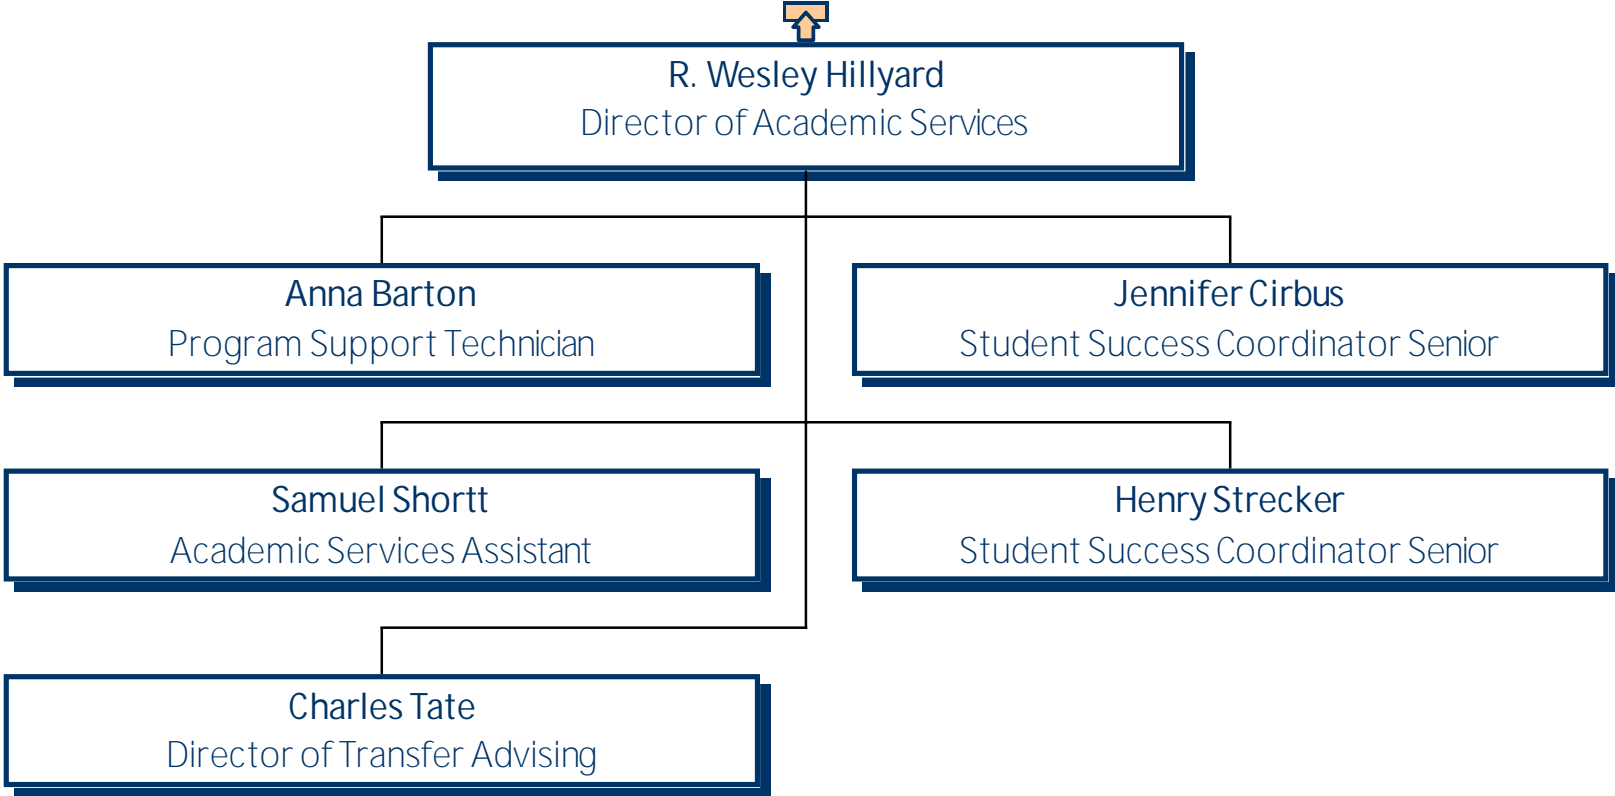 R. Wesley Hillyard
Director of Academic Services
Anna Barton
Program Support Technician
Jennifer Cirbus
Student Success Coordinator Senior
Samuel Shortt
Academic Services Assistant
Henry Strecker
Student Success Coordinator Senior
Charles Tate
Director of Transfer Advising